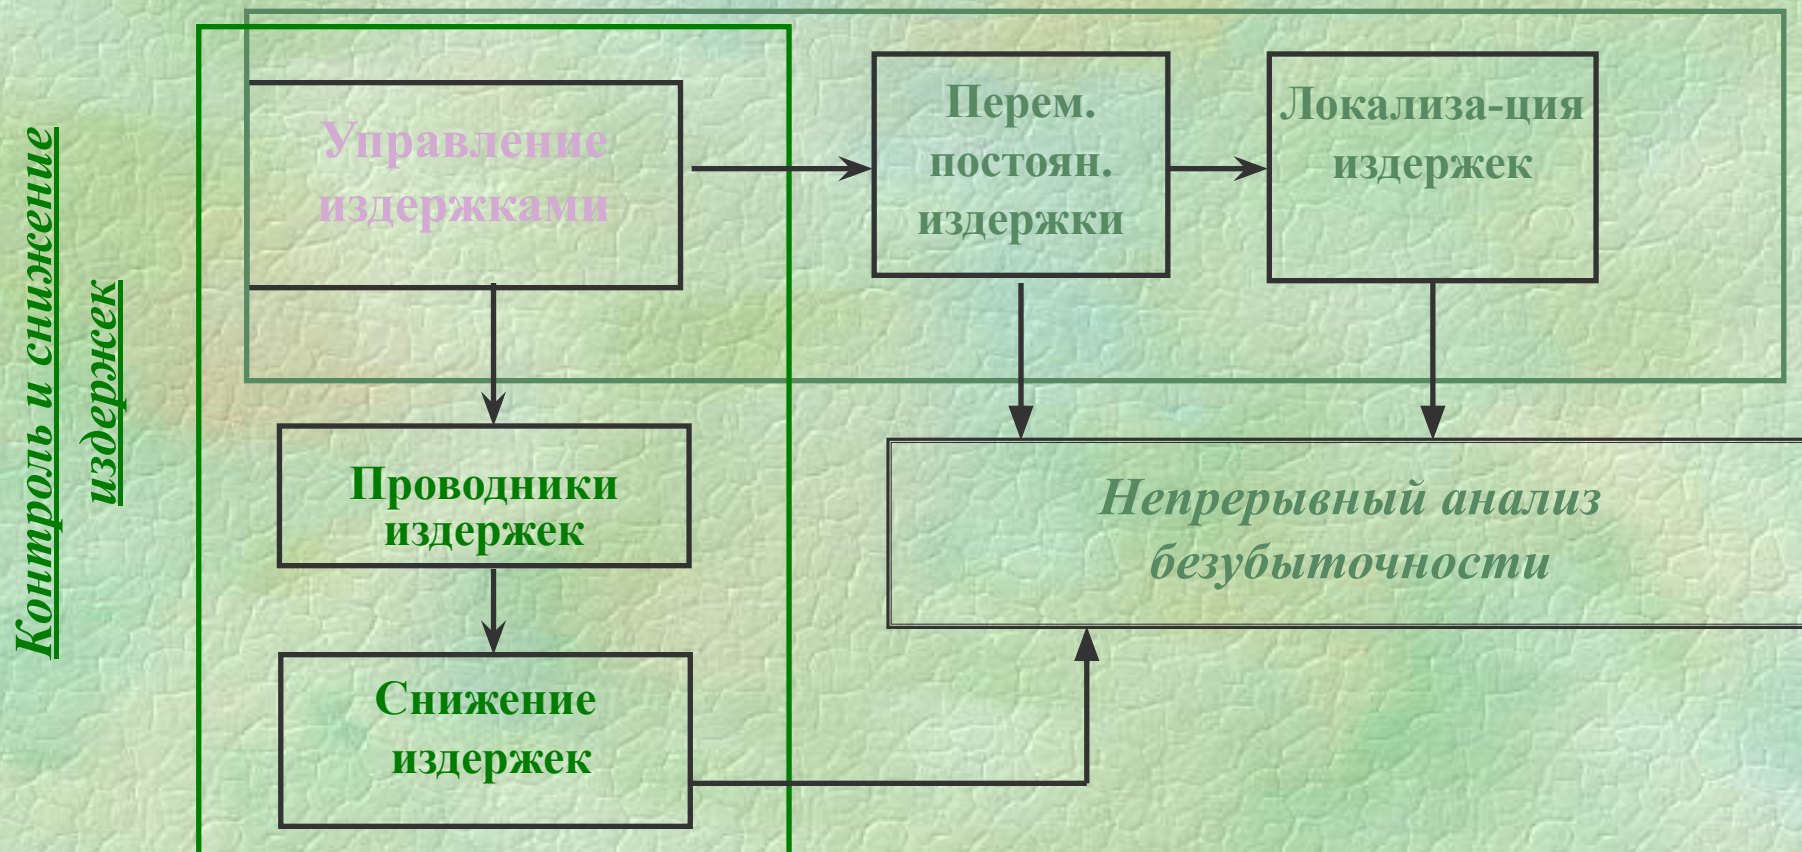 Контроль и снижение
издержек
Управление
издержками
Перем.
постоян.
издержки
Локализа-ция
издержек
Проводники
издержек
Непрерывный анализ
безубыточности
Снижение
издержек